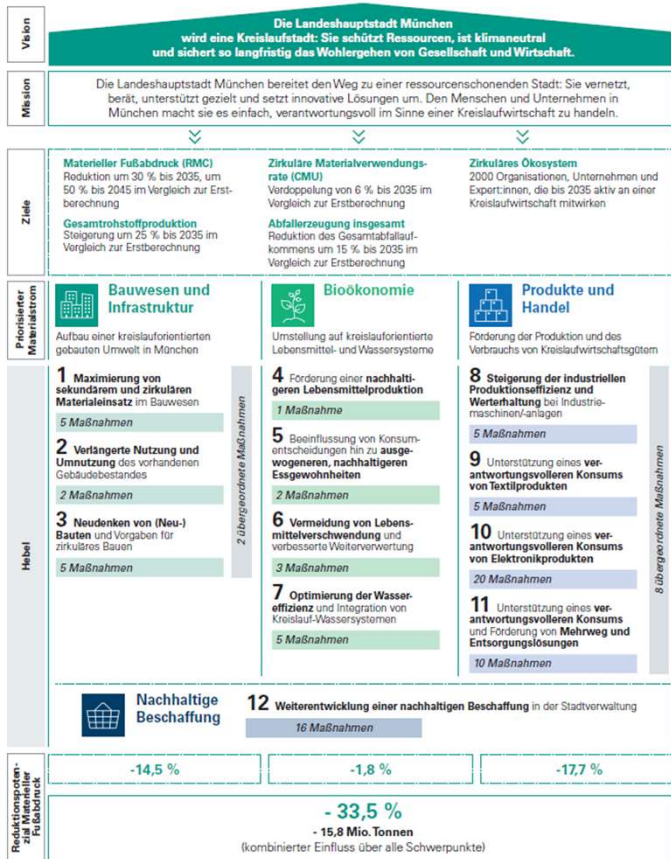 Vision
Die Landeshauptstadt München
wird eine Kreislaufstadt: Sie schützt Ressourcen, ist klimaneutral
und sichert so langfristig das Wohlergehen von Gesellschaft und Wirtschaft.
Mission
Die Landeshauptstadt München bereitet den Weg zu einer ressourcenschonenden Stadt: Sie vernetzt,
berät, unterstützt gezielt und setzt innovative Lösungen um. Den Menschen und Unternehmen in
München macht sie es einfach, verantwortungsvoll im Sinne einer Kreislaufwirtschaft zu handeln.
Ziele
Materieller Fußabdruck (RMC)
Reduktion um 30 % bis 2035, um
50 % bis 2045 im Vergleich zur Erst-
berechnung
Gesamtrohstoffproduktion
Steigerung um 25 % bis 2035 im
Vergleich zur Erstberechnung
Zirkuläre Materialverwendungs-
rate (CMU)
Verdoppelung von 6 % bis 2035 im
Vergleich zur Erstberechnung
Abfallerzeugung insgesamt
Reduktion des Gesamtabfallauf-
kommens um 15 % bis 2035 im
Vergleich zur Erstberechnung
Zirkuläres Ökosystem
2000 Organisationen, Unternehmen und
Expert:innen, die bis 2035 aktiv an einer
Kreislaufwirtschaft mitwirken
Priorisierter
Materialstrom
Bauwesen und
Infrastruktur
Aufbau einer kreislauforientierten
gebauten Umwelt in München
Bioökonomie
Umstellung auf kreislauforientierte
Lebensmittel- und Wassersysteme
Produkte und
Handel
Förderung der Produktion und des
Verbrauchs von Kreislaufwirtschaftsgütern
Hebel
1 Maximierung von
sekundärem und zirkulären
Materialeinsatz im Bauwesen
5 Maßnahmen
2 Verlängerte Nutzung und
Umnutzung des vorhandenen
Gebäudebestandes
2 Maßnahmen
3 Neudenken von (Neu-)
Bauten und Vorgaben für
zirkuläres Bauen
5 Maßnahmen
2 übergeordnete Maßnahmen
4 Förderung einer nachhalti-
geren Lebensmittelproduktion
1 Maßnahme
5 Beeinflussung von Konsum-
entscheidungen hin zu ausge-
wogeneren, nachhaltigeren
Essgewohnheiten
2 Maßnahmen
6 Vermeidung von Lebens-
mittelverschwendung und
verbesserte Weiterverwertung
3 Maßnahmen
7 Optimierung der Wasser-
effizienz und Integration von
Kreislauf-Wassersystemen
5 Maßnahmen
8 Steigerung der industriellen
Produktionseffizienz und
Werterhaltung bei Industrie-
maschinen/-anlagen
5 Maßnahmen
9 Unterstützung eines ver-
antwortungsvolleren Konsums
von Textilprodukten
5 Maßnahmen
10 Unterstützung eines ver-
antwortungsvolleren Konsums
von Elektronikprodukten
20 Maßnahmen
11 Unterstützung eines ver-
antwortungsvolleren Konsums
und Förderung von Mehrweg und
Entsorgungslösungen
10 Maßnahmen
8 übergeordnete Maßnahmen
Nachhaltige
Beschaffung
12 Weiterentwicklung einer nachhaltigen Beschaffung in der Stadtverwaltung
16 Maßnahmen
Reduktionspoten-
zial Materieller
Fußabdruck
-14,5 %
-1,8 %
-17,7 %
- 33,5 %
- 15,8 Mio. Tonnen
(kombinierter Einfluss über alle Schwerpunkte)